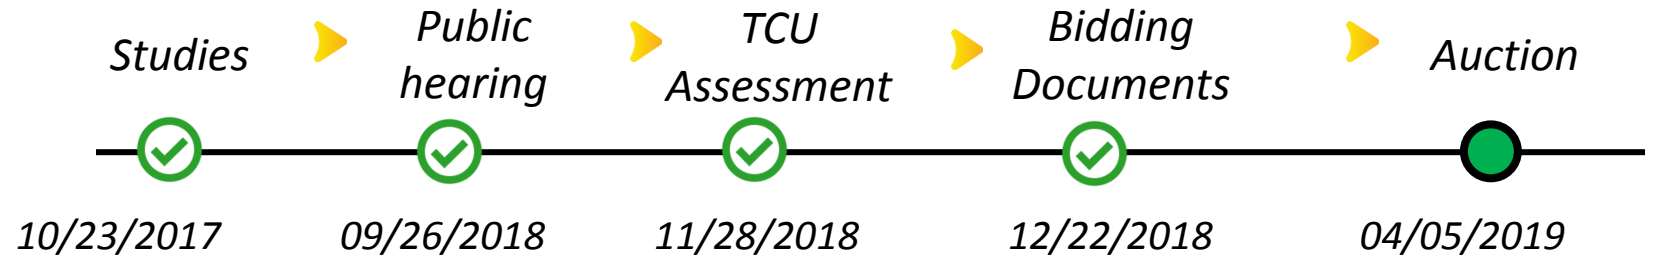 Studies
Public
hearing
TCU
Assessment
Bidding
Documents
Auction
10/23/2017
09/26/2018
11/28/2018
12/22/2018
04/05/2019